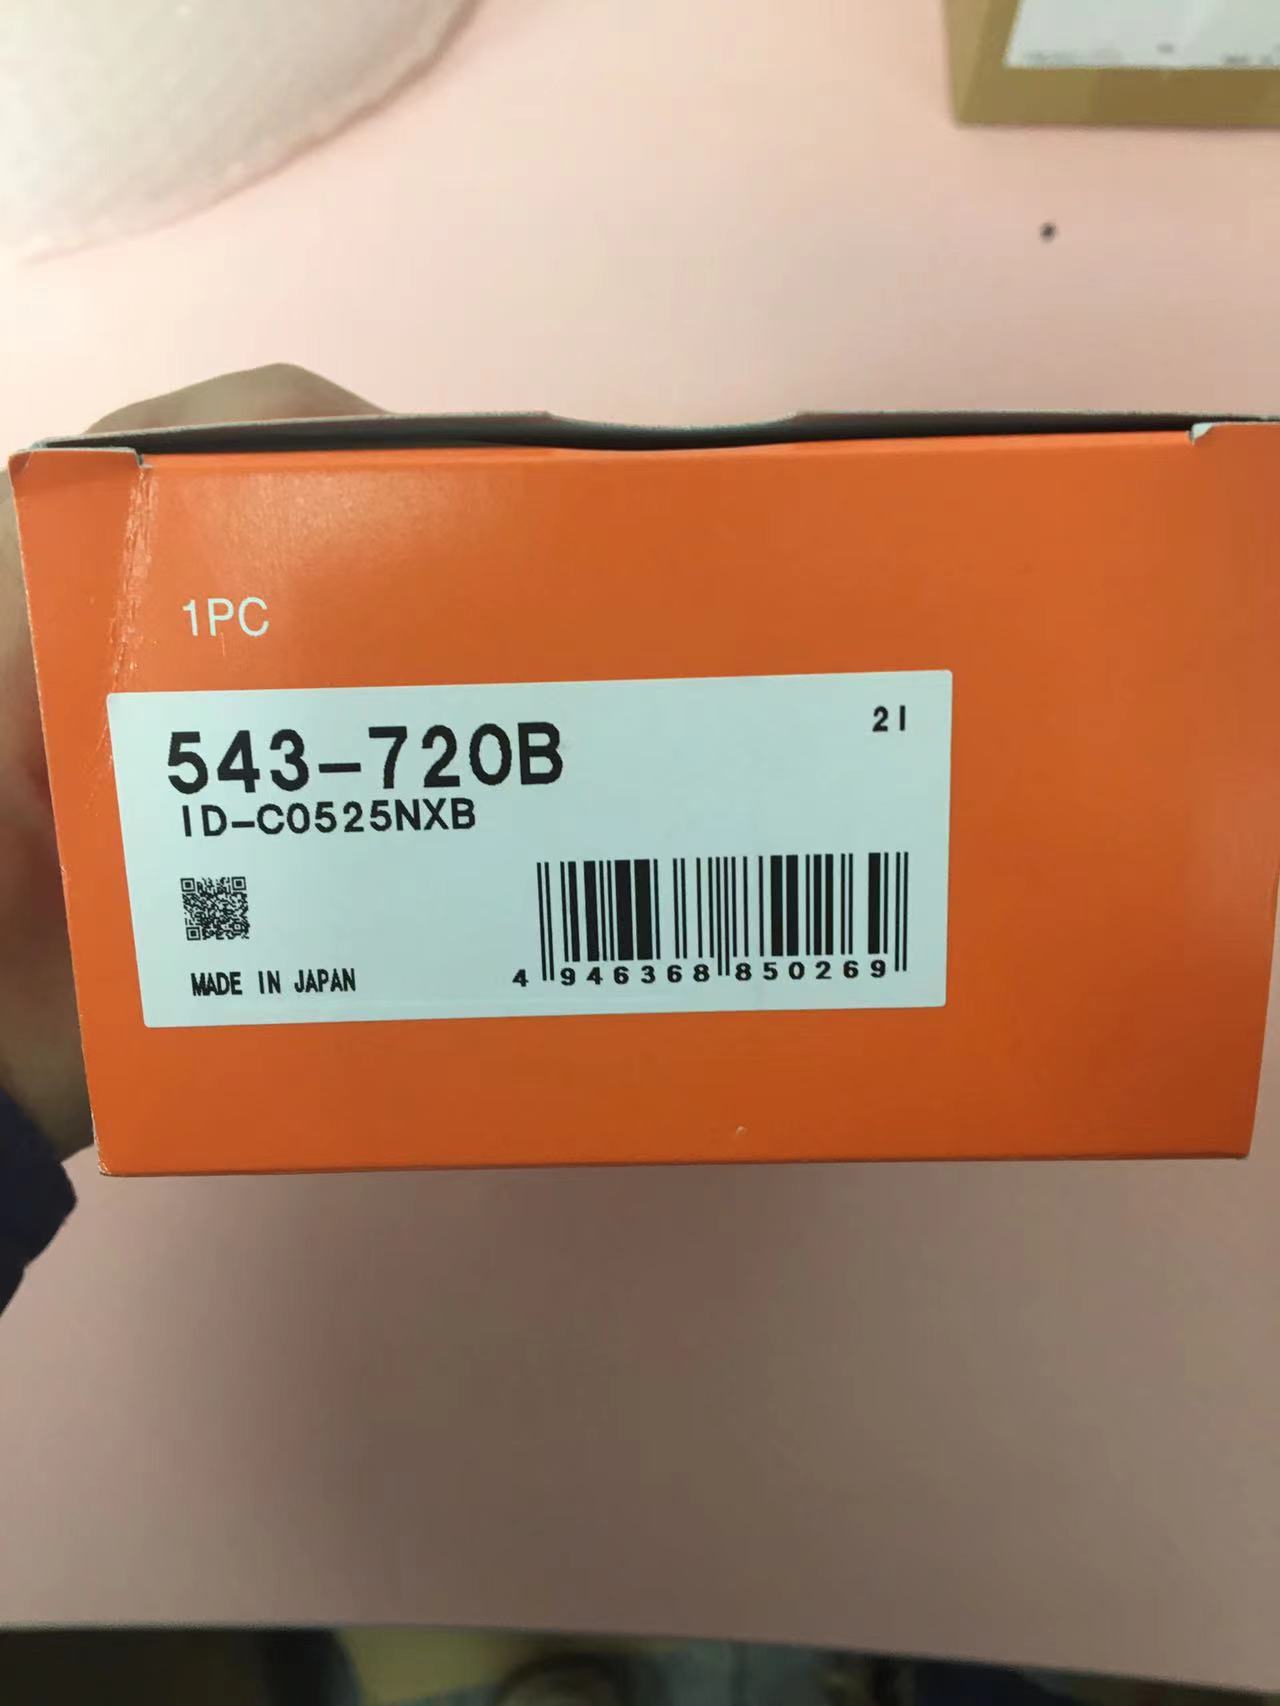 1PC
543-720B
21
ID-C0525NXB
MADE IN JAPAN
4 946368 850269